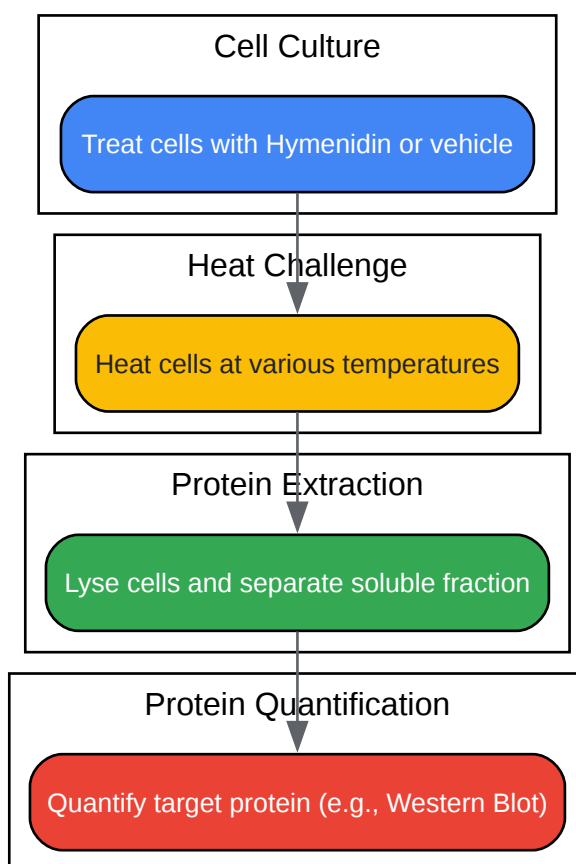 Cell Culture
Treat cells with Hymenidin or vehicle
Heat Challenge
Heat cells at various temperatures
Protein Extraction
Lyse cells and separate soluble fraction
Protein Quantification
Quantify target protein (e.g., Western Blot)